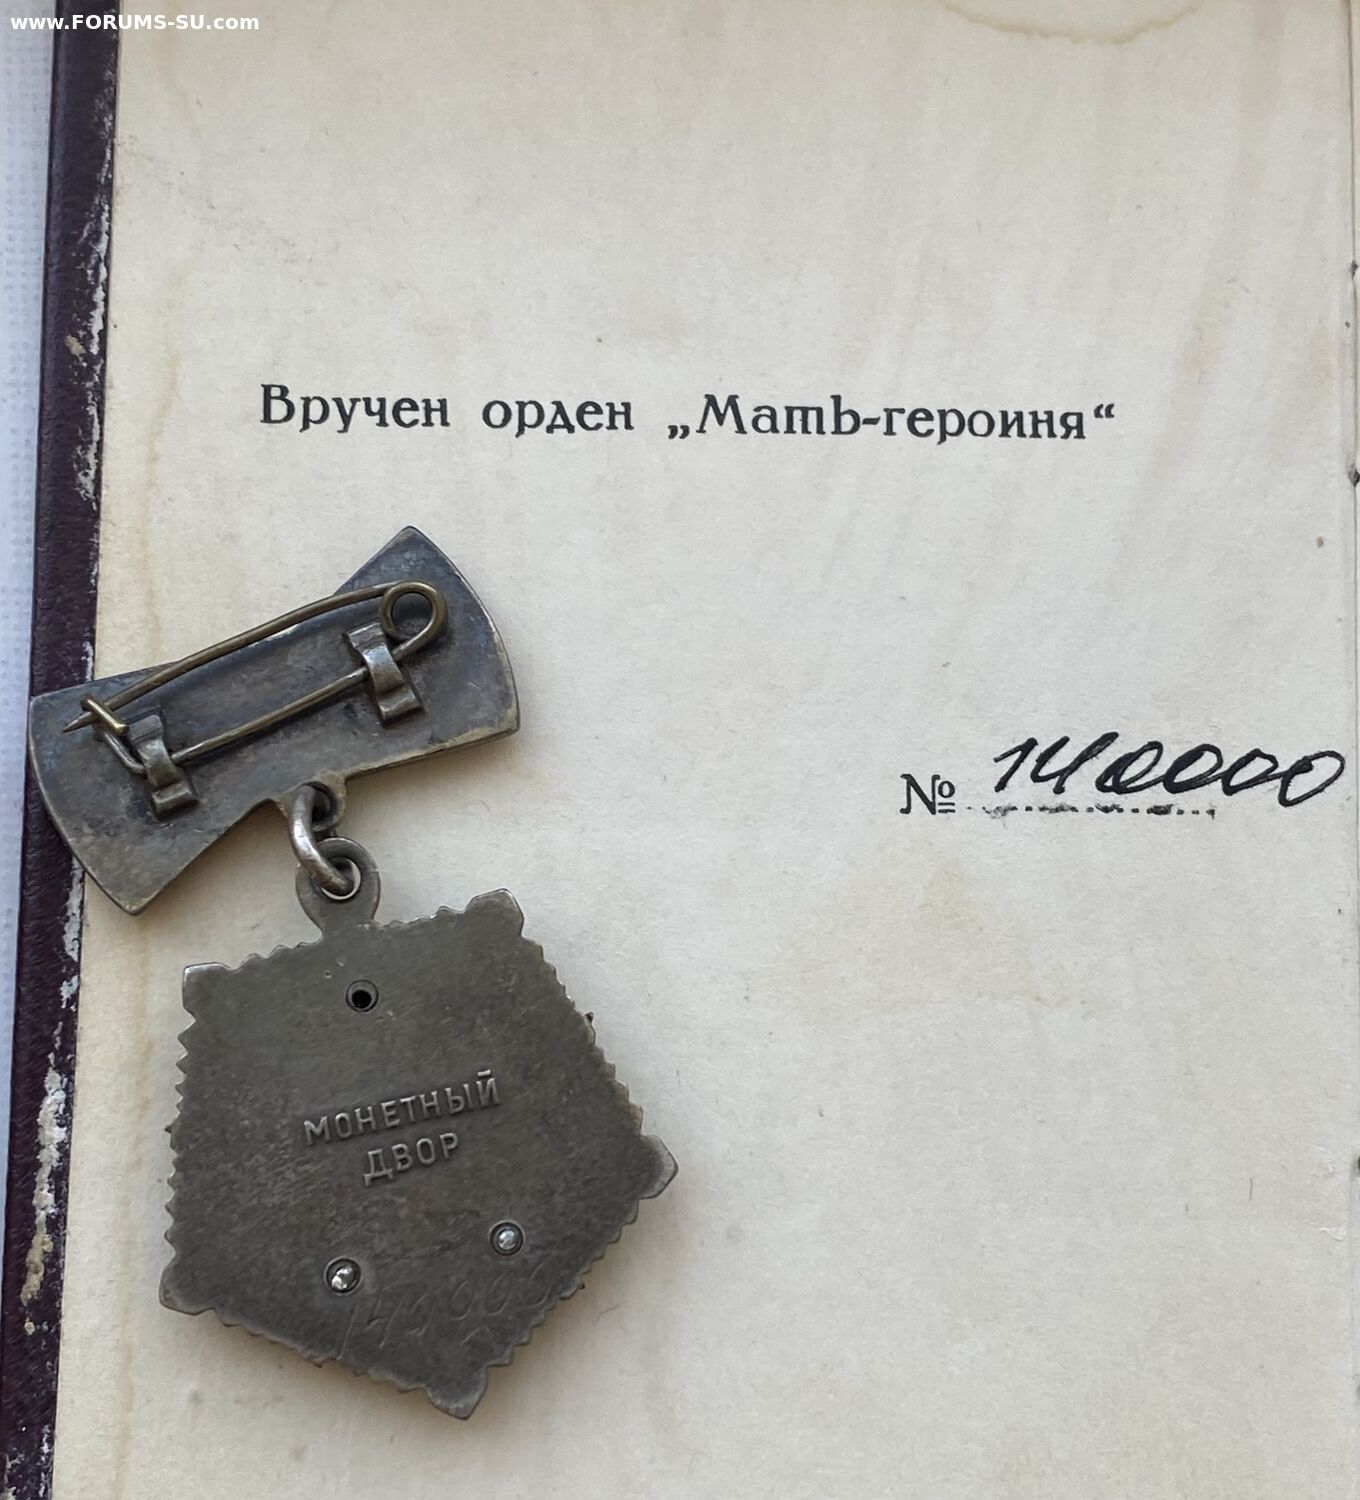 www.FORUMS-SU.com
Вручен орден „Мать-героиня“
№ 140000
МОНЕТНЫЙ
ДВОР